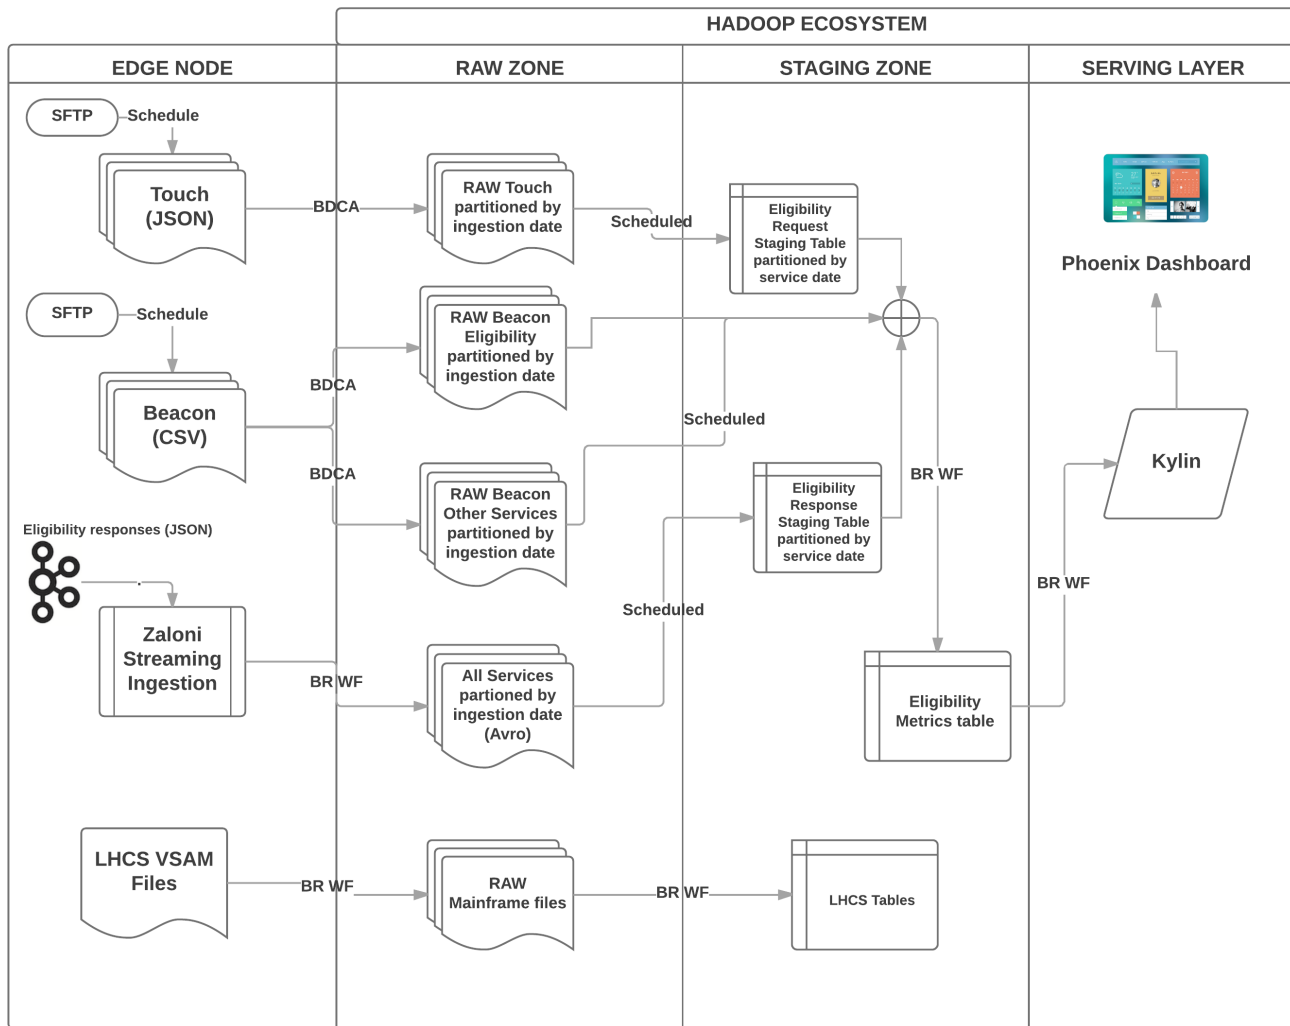 HADOOP ECOSYSTEM
EDGE NODE
RAW ZONE
STAGING ZONE
SERVING LAYER
SFTP
Schedule
Touch
(JSON)
BDCA
RAW Touch
partitioned by
ingestion date
Scheduled
Eligibility
Request
Staging Table
partitioned by
service date
Phoenix Dashboard
SFTP
Schedule
Beacon
(CSV)
BDCA
BDCA
RAW Beacon
Eligibility
partitioned by
ingestion date
RAW Beacon
Other Services
partitioned by
ingestion date
Scheduled
Eligibility
Response
Staging Table
partitioned by
service date
BR WF
Kylin
Eligibility responses (JSON)
Zaloni
Streaming
Ingestion
BR WF
All Services
partioned by
ingestion date
(Avro)
Scheduled
Eligibility
Metrics table
BR WF
LHCS VSAM
Files
BR WF
RAW
Mainframe files
BR WF
LHCS Tables